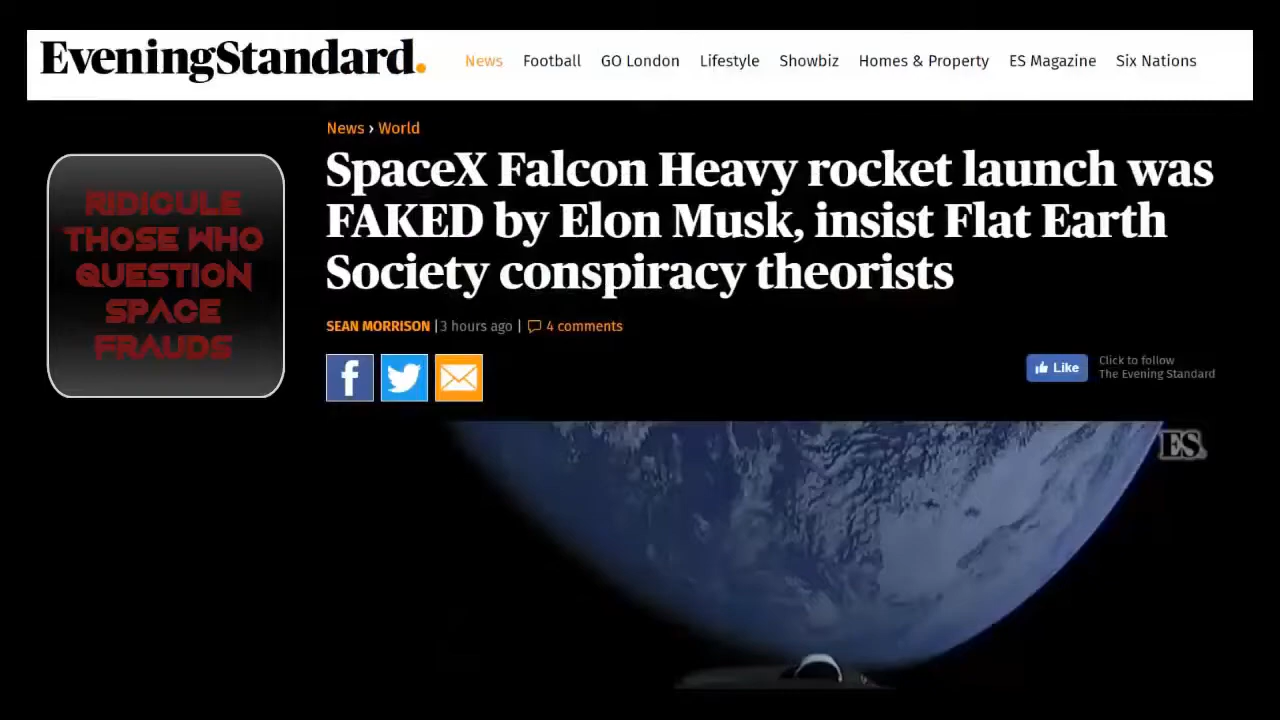 EveningStandard.
News Football GO London Lifestyle Showbiz Homes & Property ES Magazine Six Nations
News › World
RIDICULE
THOSE WHO
QUESTION
SPACE
FRAUDS
SpaceX Falcon Heavy rocket launch was
FAKED by Elon Musk, insist Flat Earth
Society conspiracy theorists
SEAN MORRISON | 3 hours ago | 4 comments
f
Like
Click to follow
The Evening Standard
ES.